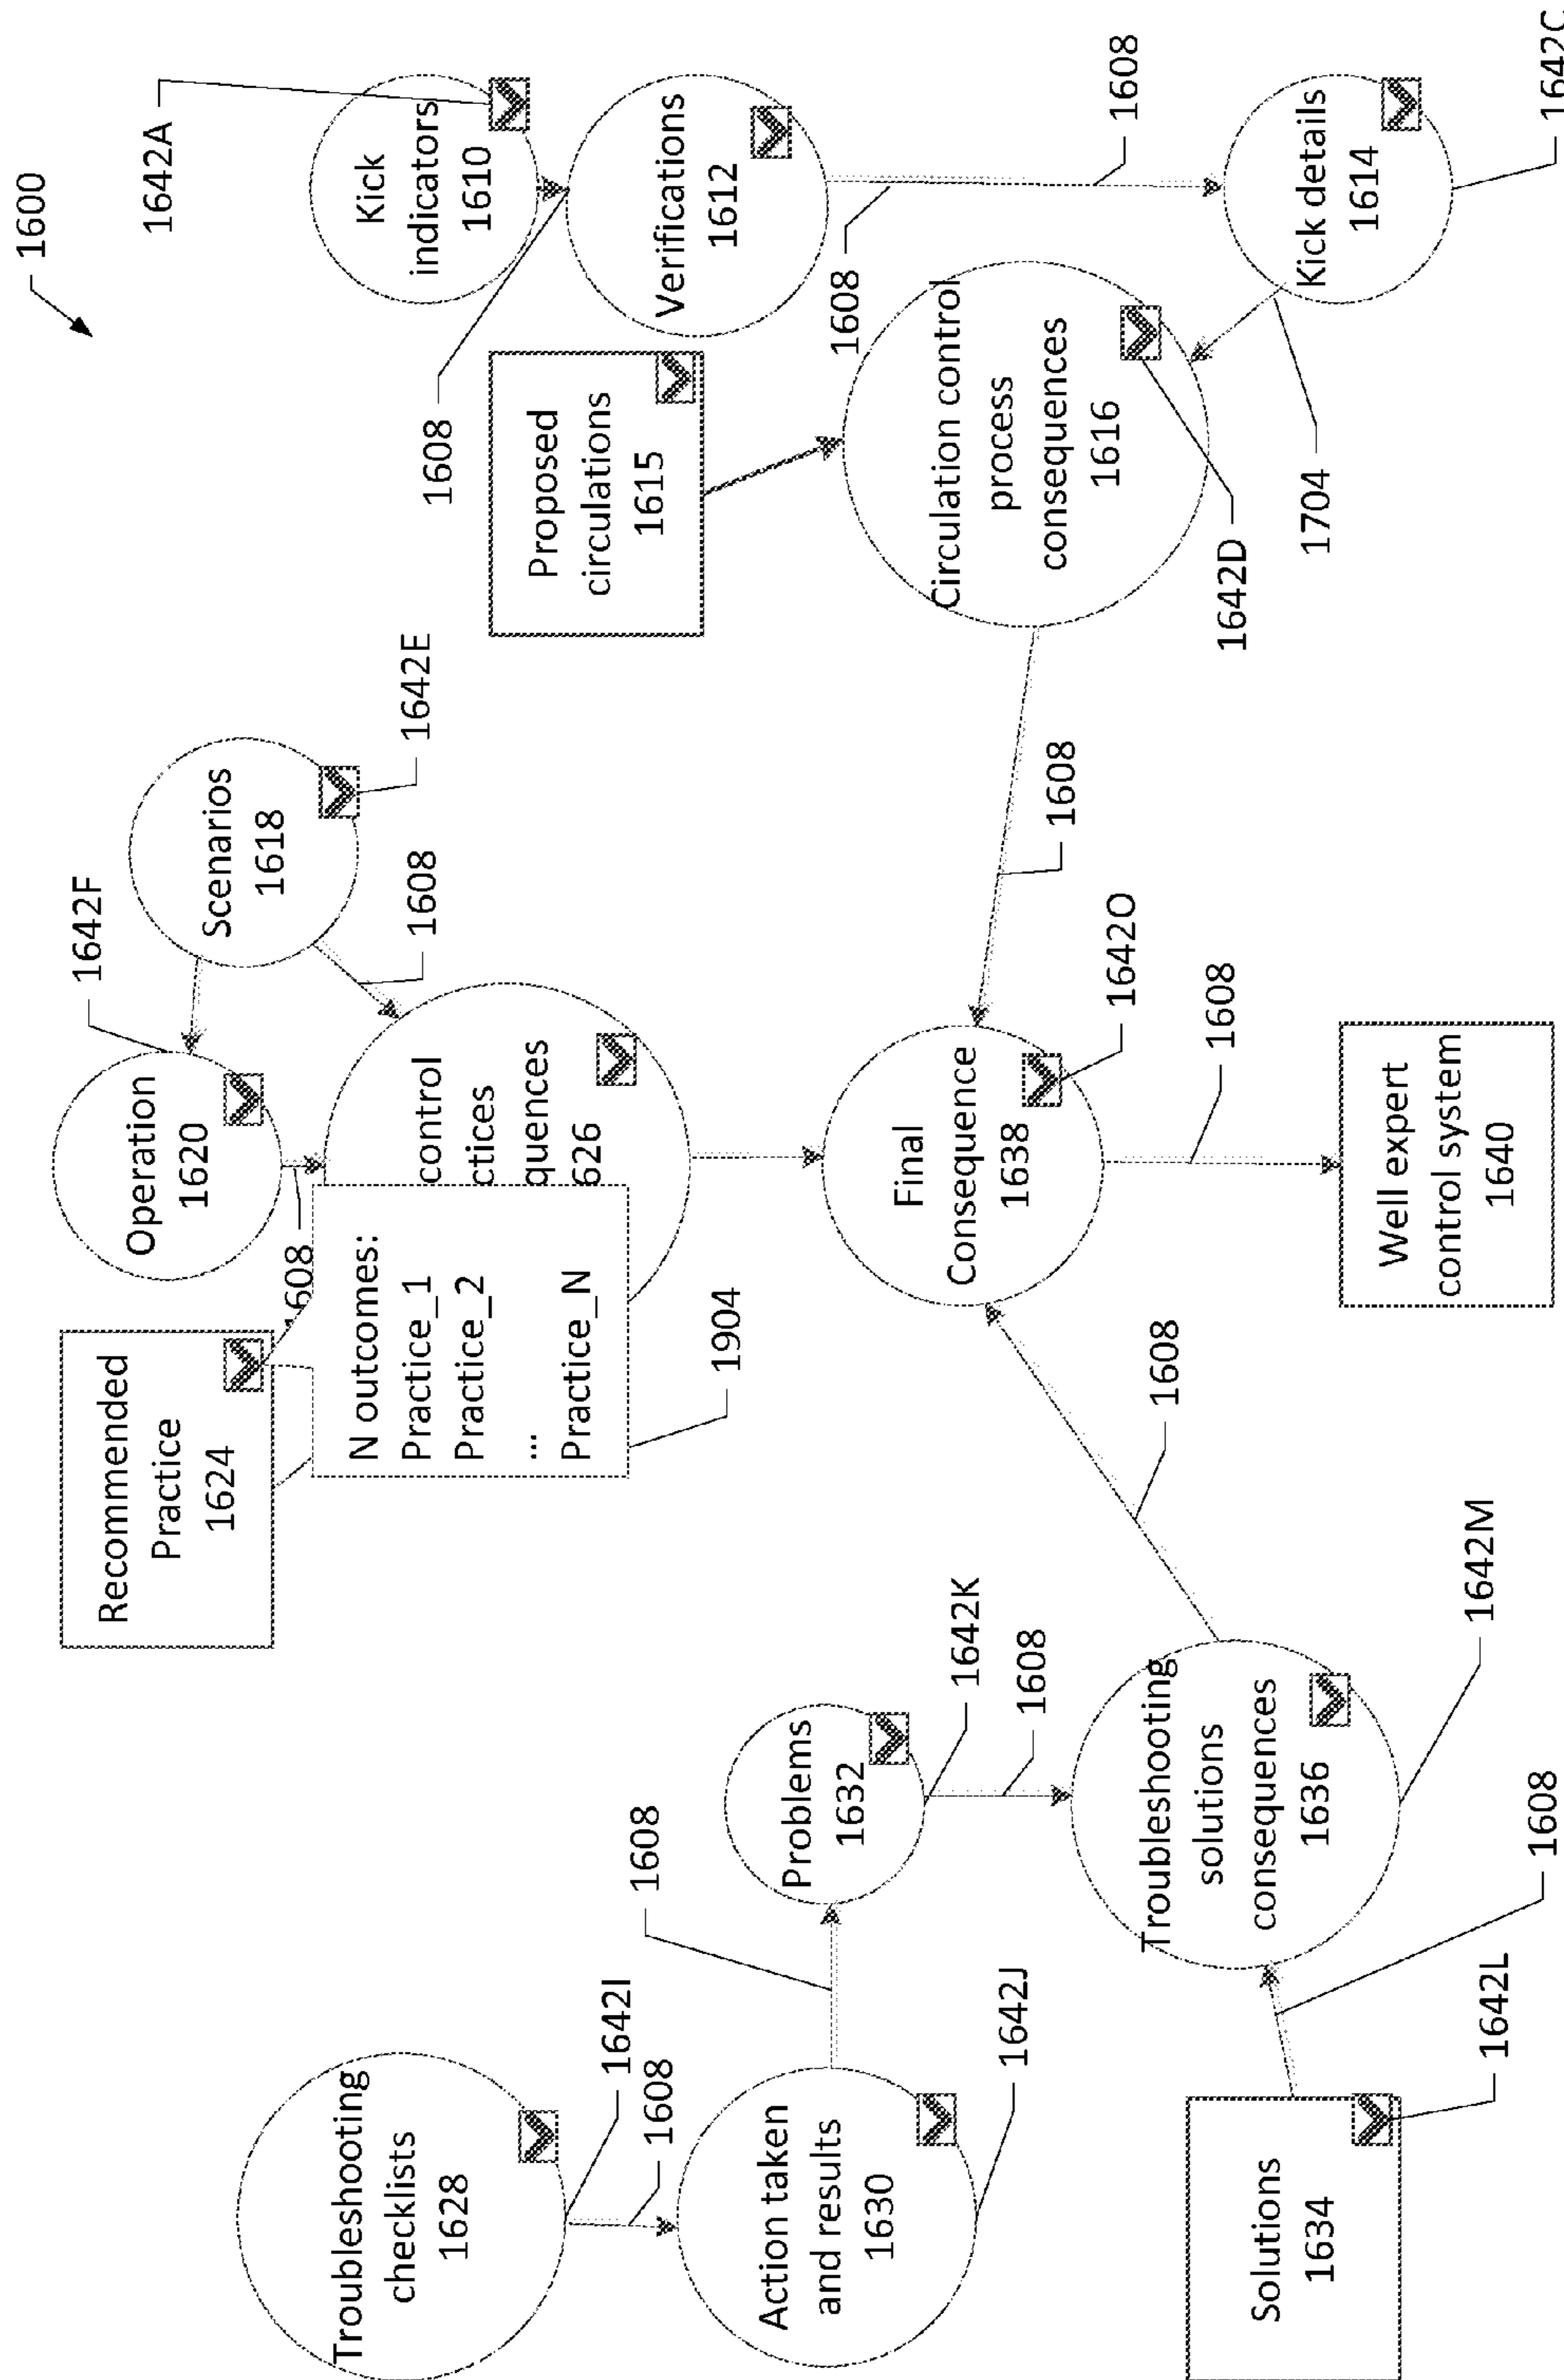 1600
Troubleshooting
checklists
1628
1642I
1608
Action taken
and results
1630
1642J
1608
Problems
1632
1642K
1608
Solutions
1634
1642L
1608
Troubleshooting
solutions
consequences
1636
1642M
1608
Recommended
Practice
1624
1608
Operation
1620
1642F
Scenarios
1618
1642E
1608
control
ctices
quences
626
N outcomes:
Practice_1
Practice_2
...
Practice_N
1904
Final
Consequence
1638
1642O
1608
1608
Well expert
control system
1640
Kick
indicators
1610
1642A
1608
Verifications
1612
1608
1608
Proposed
circulations
1615
Circulation control
process
consequences
1616
1642D
1704
Kick details
1614
1642C